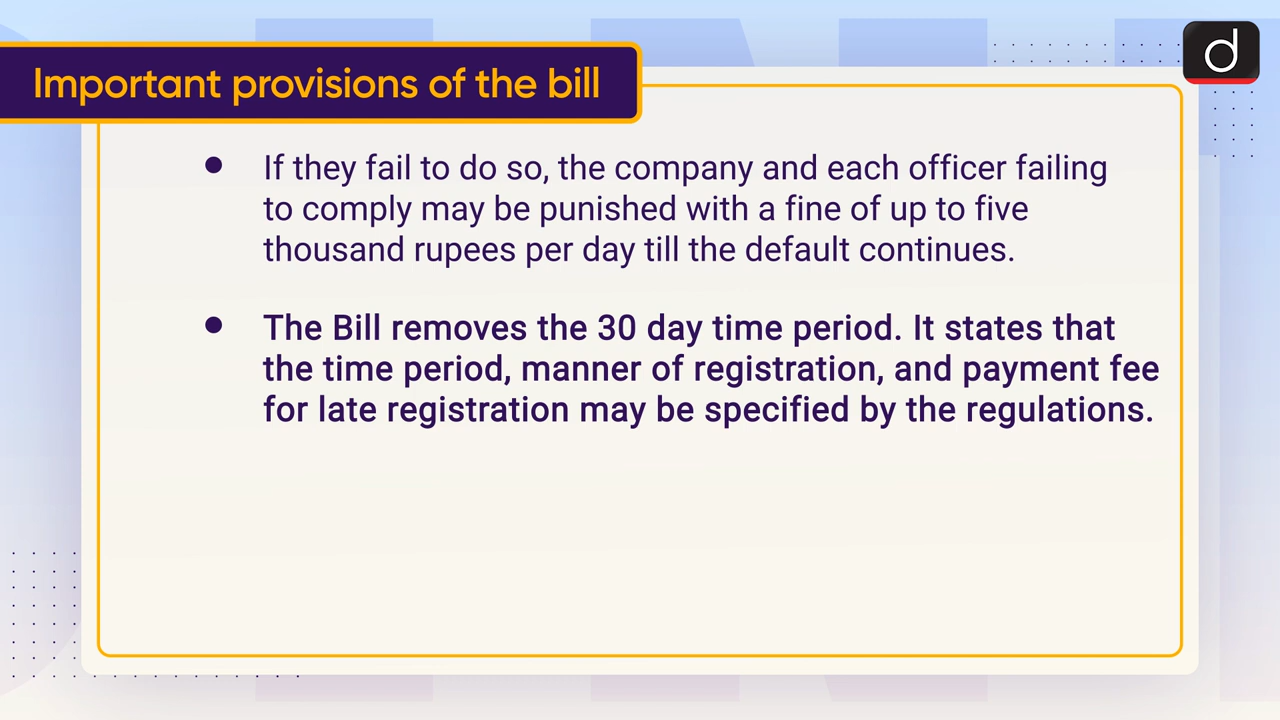 Important provisions of the bill
d
● If they fail to do so, the company and each officer failing
to comply may be punished with a fine of up to five
thousand rupees per day till the default continues.
● The Bill removes the 30 day time period. It states that
the time period, manner of registration, and payment fee
for late registration may be specified by the regulations.